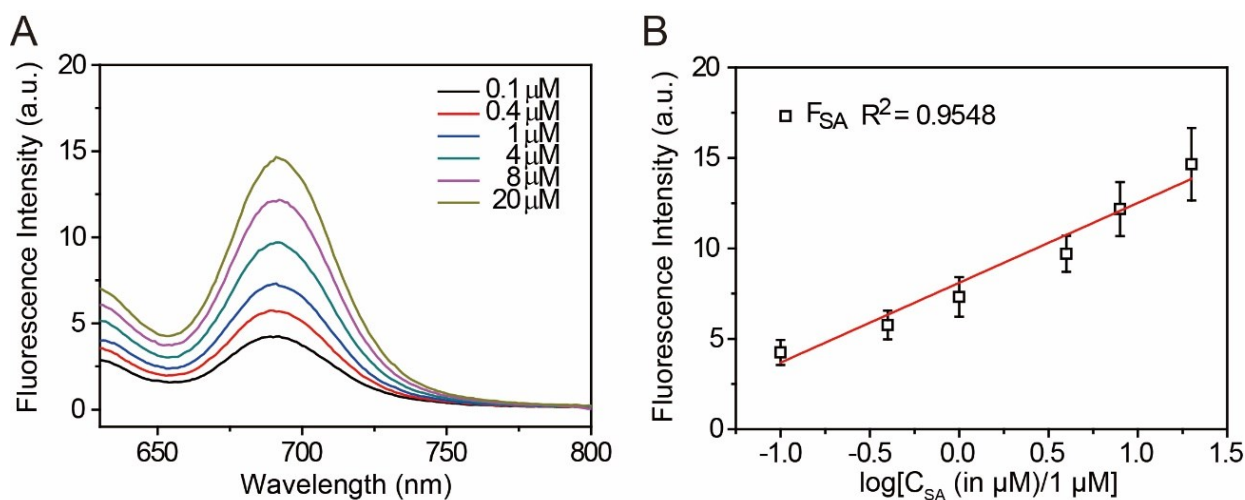 A
Fluorescence Intensity (a.u.)
20
15
10
5
0
0.1 μM
0.4 μM
1 μM
4 μM
8 μM
20 μM
650 700 750 800
Wavelength (nm)
B
Fluorescence Intensity (a.u.)
20
15
10
5
0
F_SA R² = 0.9548
-1.0 -0.5 0.0 0.5 1.0 1.5
log[C_SA (in μM)/1 μM]